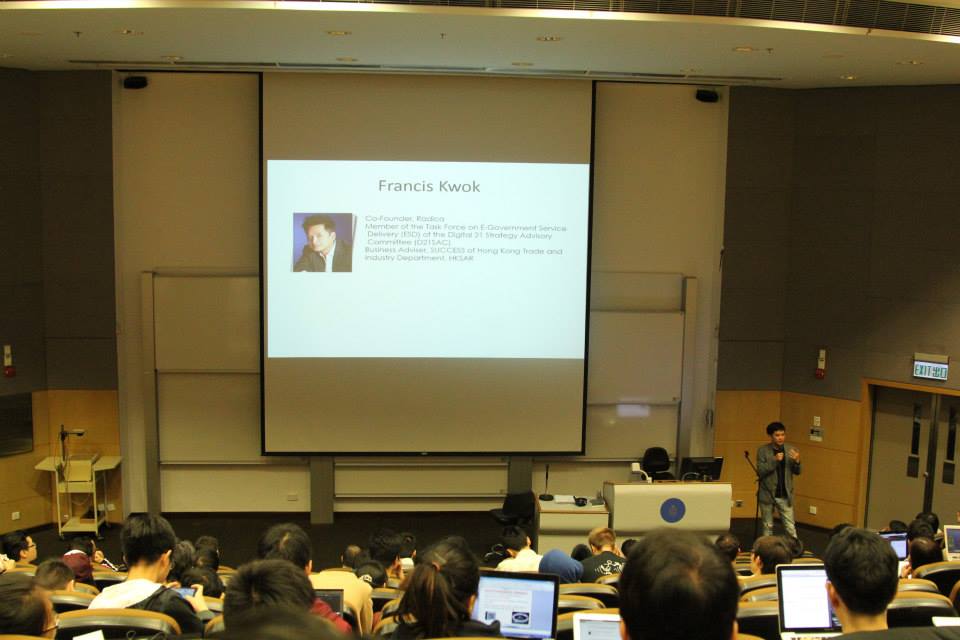 Francis Kwok
Co-Founder, Radica
Member of the Task Force on E-Government Service
Delivery (ESD) of the Digital 21 Strategy Advisory
Committee (D21SAC)
Business Adviser, SUCCESS of Hong Kong Trade and
Industry Department, HKSAR
EXIT 出口